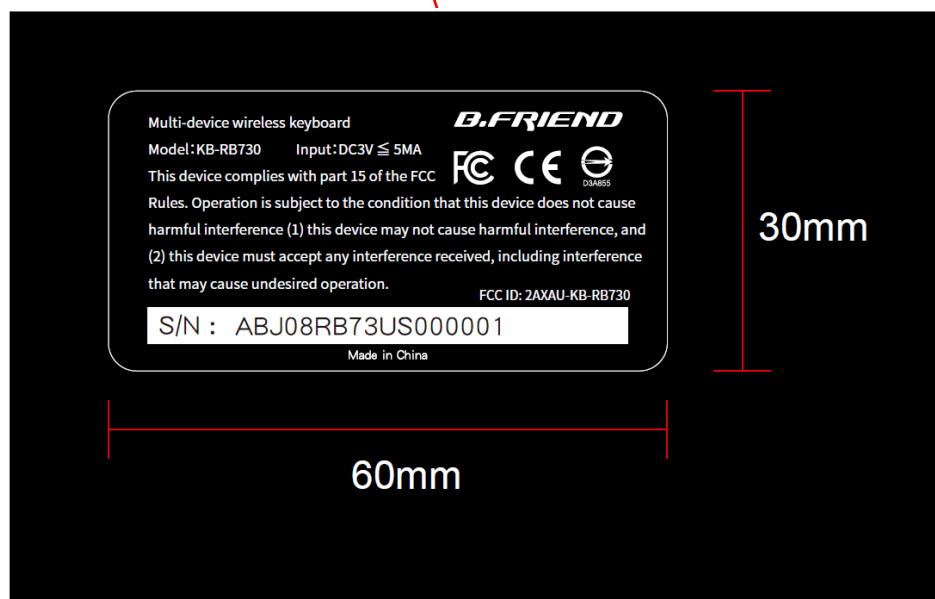 Multi-device wireless keyboard
B.FRIEND
Model:KB-RB730 Input:DC3V ≦ 5MA
FC CE
D3A855
This device complies with part 15 of the FCC
Rules. Operation is subject to the condition that this device does not cause
harmful interference (1) this device may not cause harmful interference, and
(2) this device must accept any interference received, including interference
that may cause undesired operation.
FCC ID: 2AXAU-KB-RB730
S/N : ABJ08RB73US000001
Made in China
30mm
60mm